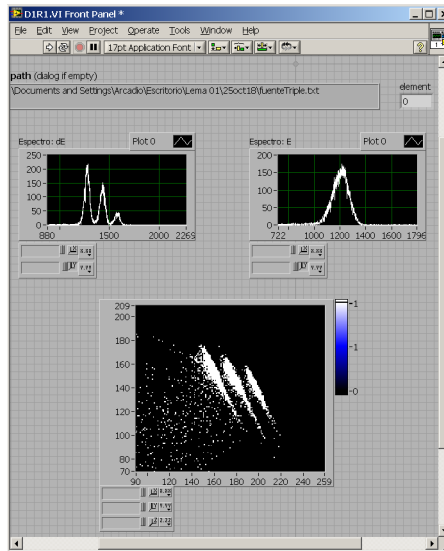 D1R1.VI Front Panel *
File Edit View Project Operate Tools Window Help
17pt Application Font
path (dialog if empty)
\Documents and Settings\Arcadio\Escritorio\Lema 01\25oct18\fuenteTriple.txt
element
0
Espectro: dE
Plot 0
250
200
150
100
50
0
880 1500 2000 2269
Espectro: E
Plot 0
200
150
100
50
0
722 1000 1200 1400 1600 1796
209
200
180
160
140
120
100
80
70
90 120 140 160 180 200 220 240 259
1
1
0